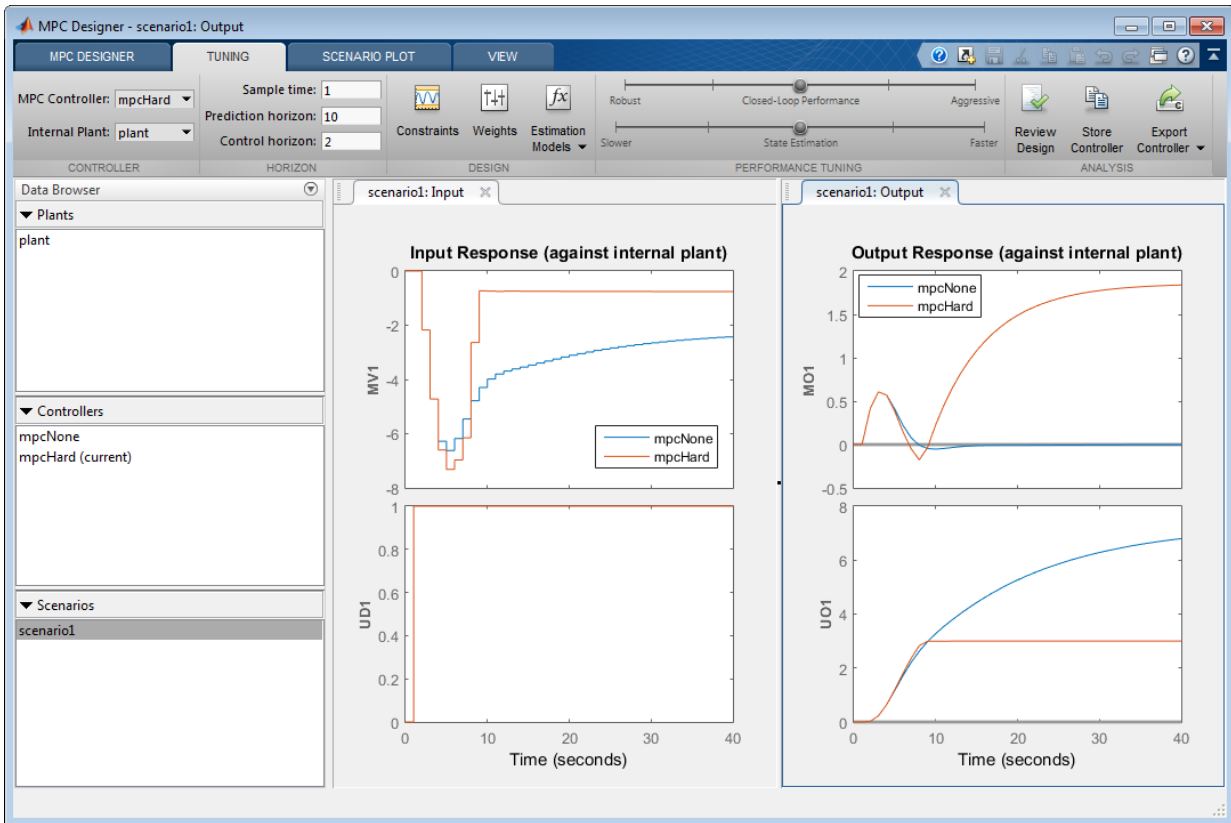 MPC Designer - scenario1: Output
MPC DESIGNER
TUNING
SCENARIO PLOT
VIEW
MPC Controller: mpcHard
Internal Plant: plant
CONTROLLER
Sample time: 1
Prediction horizon: 10
Control horizon: 2
HORIZON
Constraints
Weights
fx
Estimation
Models
DESIGN
Robust
Closed-Loop Performance
Aggressive
Slower
State Estimation
Faster
PERFORMANCE TUNING
Review
Design
Store
Controller
Export
Controller
ANALYSIS
Data Browser
Plants
plant
Controllers
mpcNone
mpcHard (current)
Scenarios
scenario1
scenario1: Input
Input Response (against internal plant)
MV1
0
-2
-4
-6
-8
mpcNone
mpcHard
UD1
1
0.8
0.6
0.4
0.2
0
0 10 20 30 40
Time (seconds)
scenario1: Output
Output Response (against internal plant)
MO1
2
1.5
1
0.5
0
-0.5
mpcNone
mpcHard
UO1
8
6
4
2
0
0 10 20 30 40
Time (seconds)